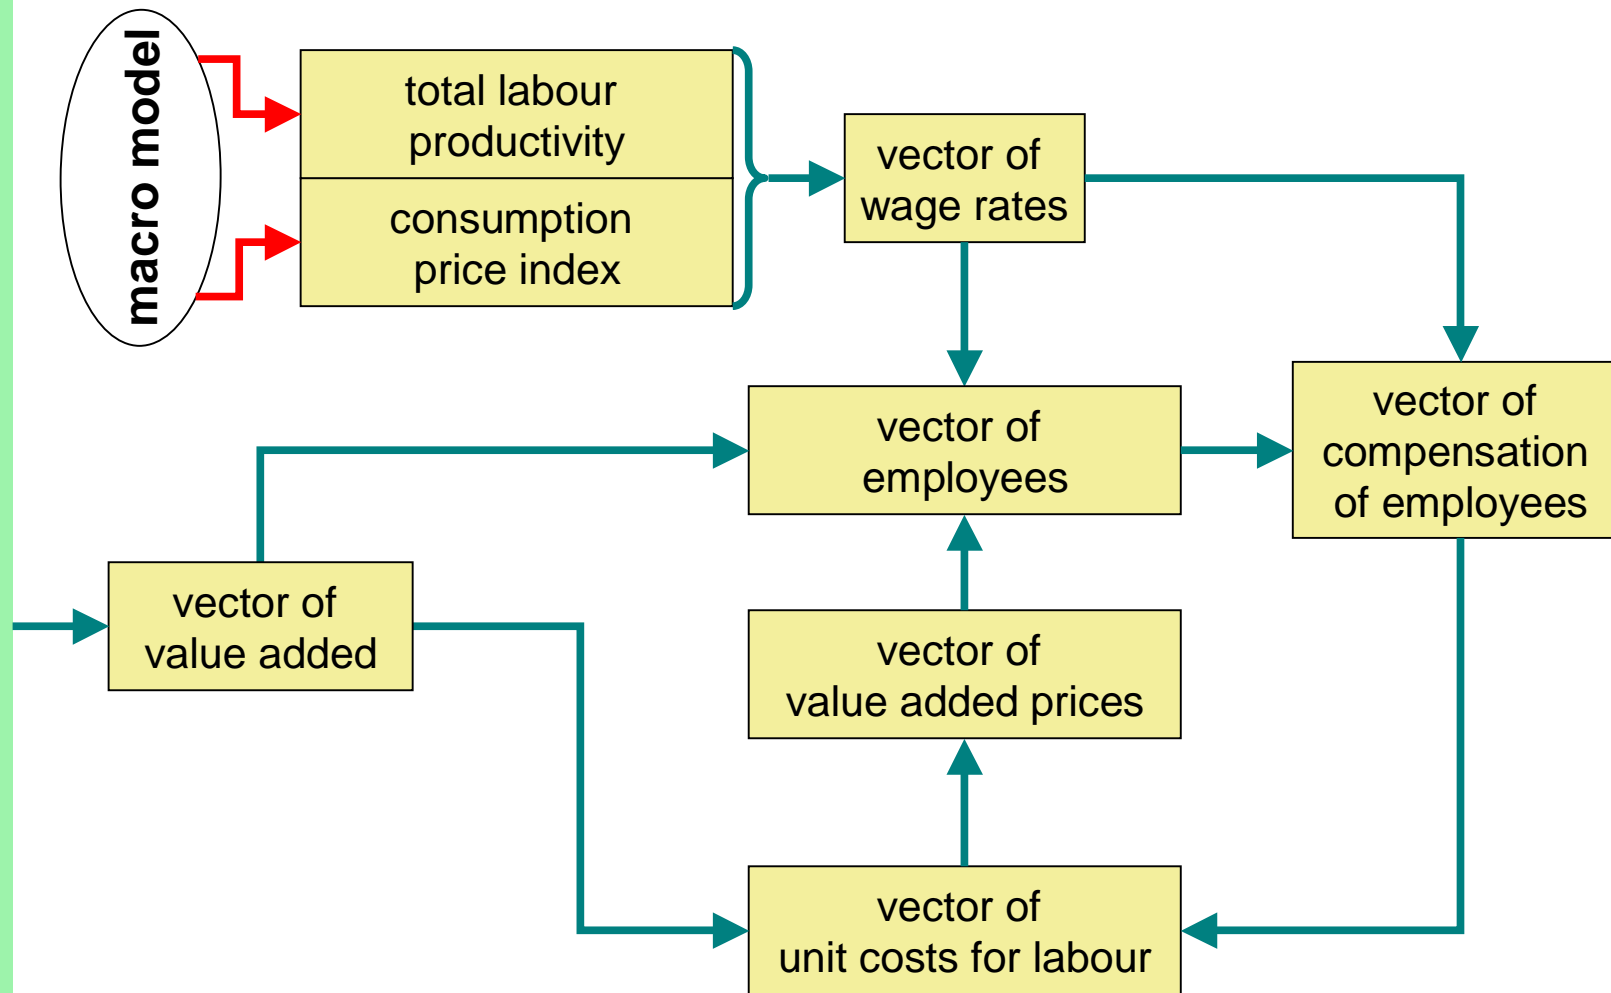 macro model
total labour
productivity
consumption
price index
vector of
wage rates
vector of
employees
vector of
compensation
of employees
vector of
value added
vector of
value added prices
vector of
unit costs for labour